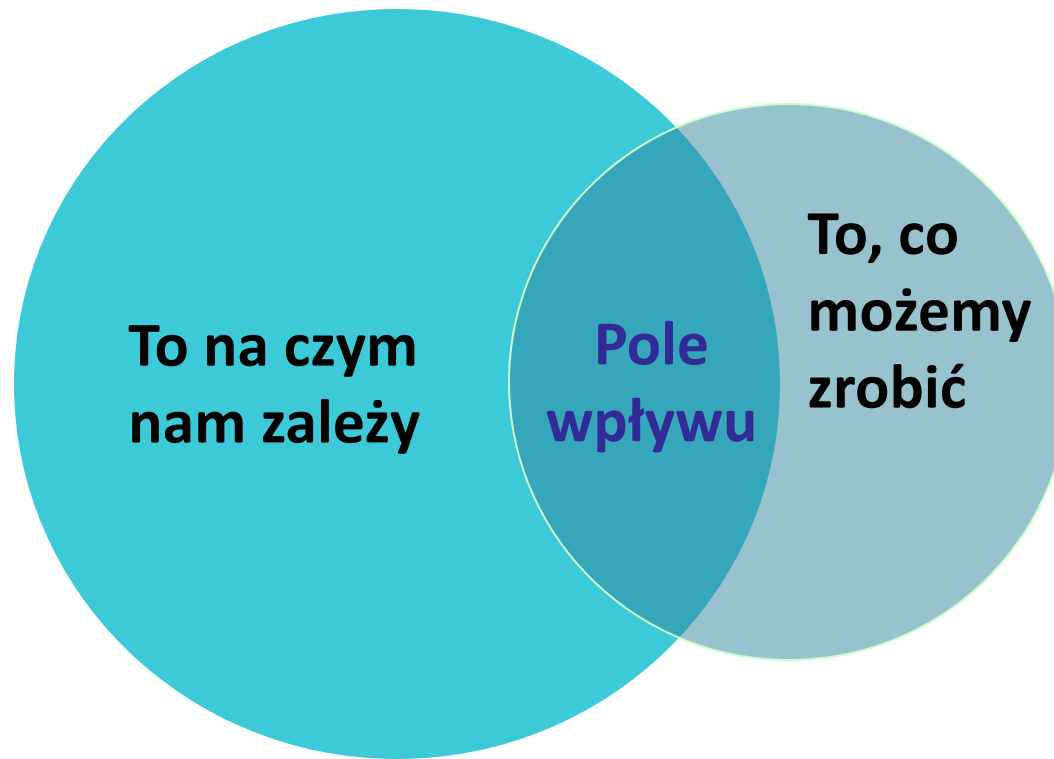 To na czym
nam zależy
Pole
wpływu
To, co
możemy
zrobić